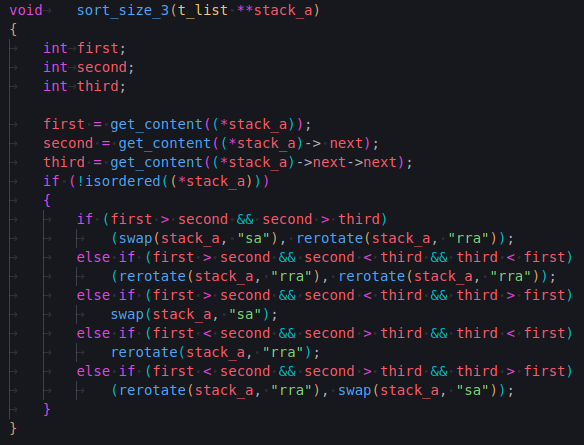 void sort_size_3(t_list **stack_a)
{
int first;
int second;
int third;
first = get_content((*stack_a));
second = get_content((*stack_a)-> next);
third = get_content((*stack_a)->next->next);
if (!isordered((*stack_a)))
{
if (first > second && second > third)
(swap(stack_a, "sa"), rerotate(stack_a, "rra"));
else if (first > second && second < third && third < first)
(rerotate(stack_a, "rra"), rerotate(stack_a, "rra"));
else if (first > second && second < third && third > first)
swap(stack_a, "sa");
else if (first < second && second > third && third < first)
rerotate(stack_a, "rra");
else if (first < second && second > third && third > first)
(rerotate(stack_a, "rra"), swap(stack_a, "sa"));
}
}